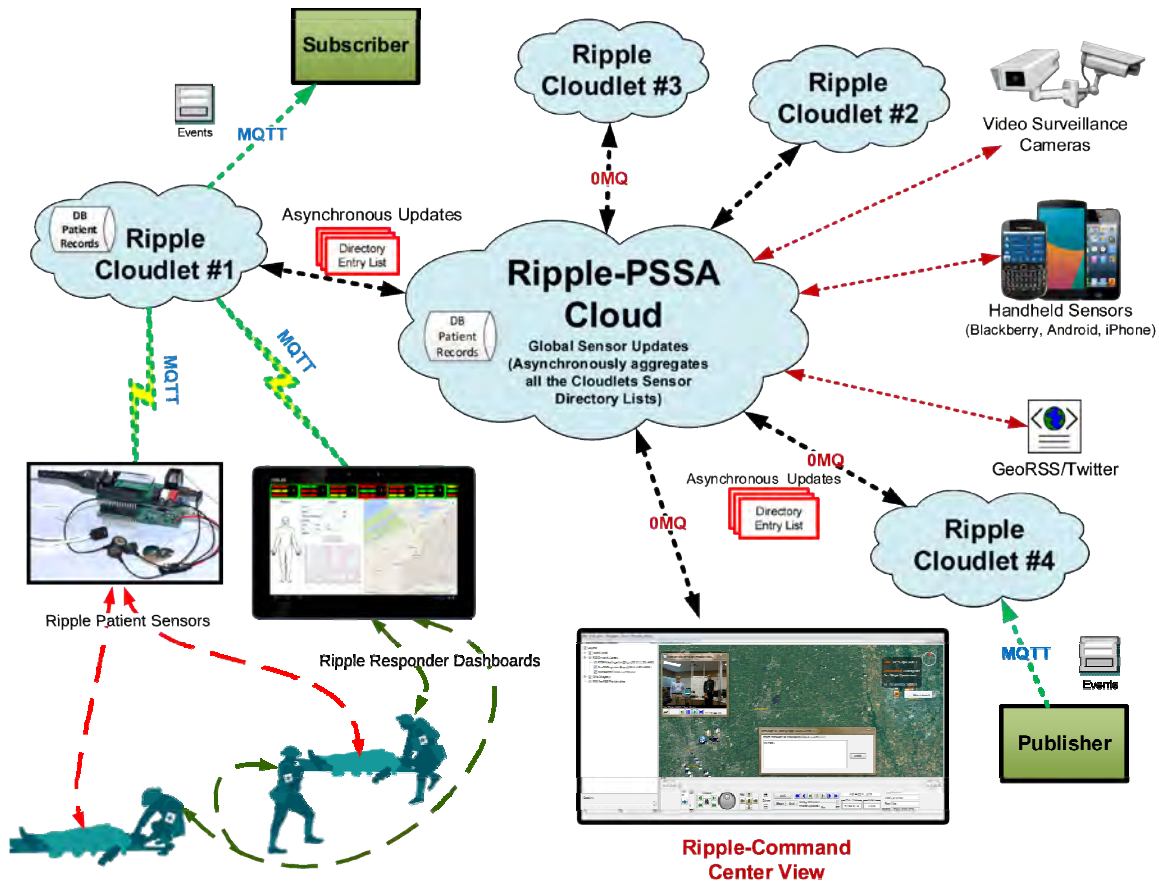 Subscriber
Events
MQTT
Ripple
Cloudlet #3
Ripple
Cloudlet #2
Video Surveillance
Cameras
0MQ
DB
Patient
Records
Ripple
Cloudlet #1
Asynchronous Updates
Directory
Entry List
Ripple-PSSA
Cloud
DB
Patient
Records
Global Sensor Updates
(Asynchronously aggregates
all the Cloudlets Sensor
Directory Lists)
Handheld Sensors
(Blackberry, Android, iPhone)
MQTT
MQTT
GeoRSS/Twitter
0MQ
Asynchronous Updates
Directory
Entry List
0MQ
Ripple
Cloudlet #4
Ripple Patient Sensors
Ripple Responder Dashboards
MQTT
Events
Publisher
Ripple-Command
Center View